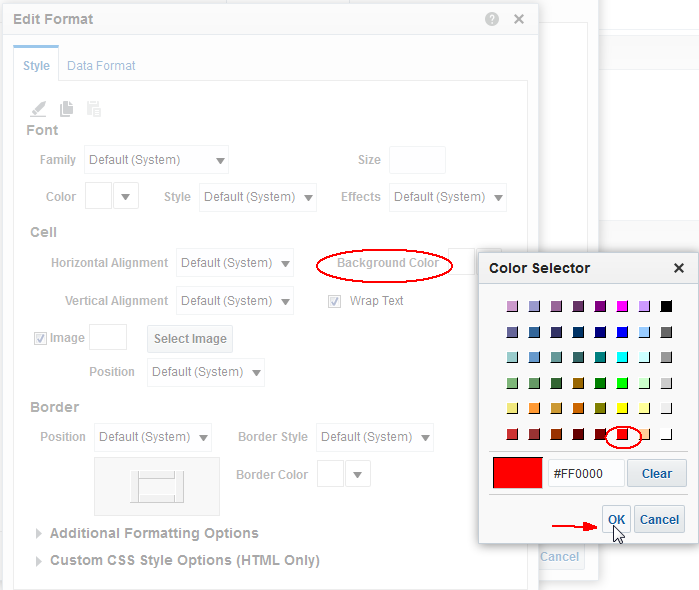 Edit Format
Style Data Format
Font
Family Default (System) Size
Color Style Default (System) Effects Default (System)
Cell
Horizontal Alignment Default (System) Background Color
Vertical Alignment Default (System) Wrap Text
Image Select Image
Position Default (System)
Border
Position Default (System) Border Style Default (System)
Border Color
Additional Formatting Options
Custom CSS Style Options (HTML Only)
Cancel
Color Selector
#FF0000 Clear
OK Cancel